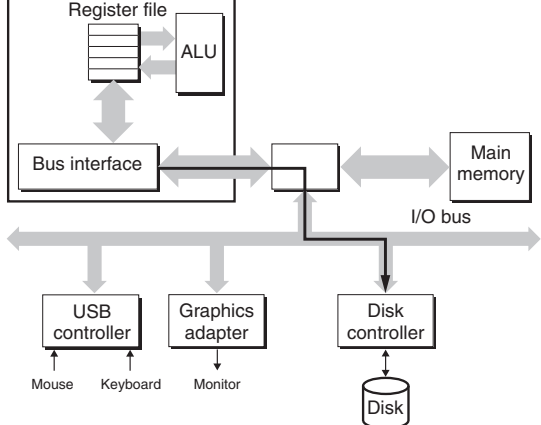 Register file
ALU
Bus interface
Main
memory
I/O bus
USB
controller
Graphics
adapter
Disk
controller
Mouse
Keyboard
Monitor
Disk